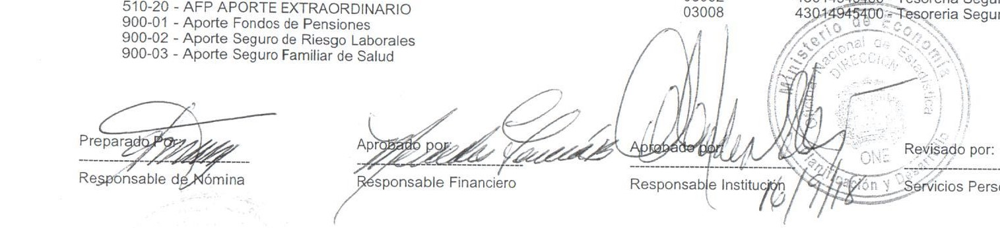 510-20 - AFP APORTE EXTRAORDINARIO
03008 43014945400 - Tesoreria Segur
900-01 - Aporte Fondos de Pensiones
900-02 - Aporte Seguro de Riesgo Laborales
900-03 - Aporte Seguro Familiar de Salud
Ministerio de Economía
Planificación y Desarrollo
Oficina Nacional de Estadística
DIRECCION
ONE
Preparado Por:
Aprobado por:
Aprobado por:
Revisado por:
Responsable de Nómina
Responsable Financiero
Responsable Institución
Servicios Perso